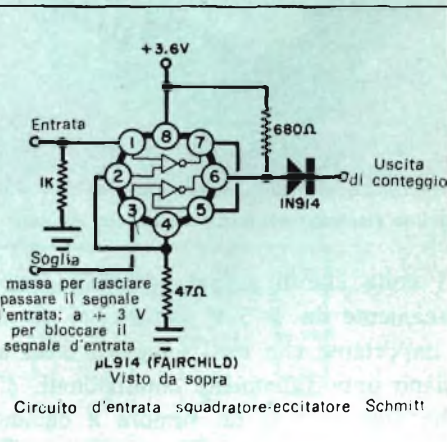 +3.6V
Entrata
1
8
7
2
6
3
4
5
1K
680Ω
1N914
Uscita
di conteggio
Soglia
massa per lasciare
passare il segnale
d'entrata; a + 3 V
per bloccare il
segnale d'entrata
47Ω
μL914 (FAIRCHILD)
Visto da sopra
Circuito d'entrata squadratore-eccitatore Schmitt